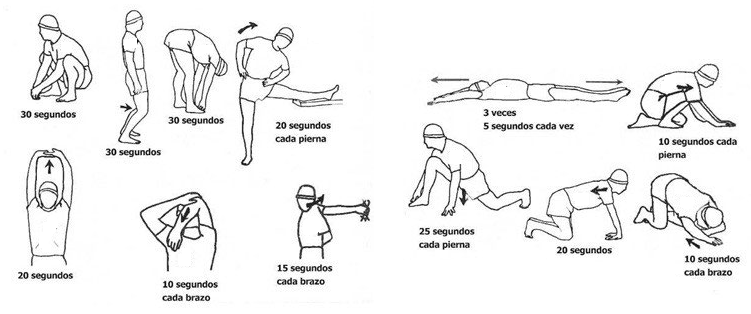 30 segundos
30 segundos
30 segundos
20 segundos
cada pierna
20 segundos
10 segundos
cada brazo
15 segundos
cada brazo
3 veces
5 segundos cada vez
10 segundos cada
pierna
25 segundos
cada pierna
20 segundos
10 segundos
cada brazo